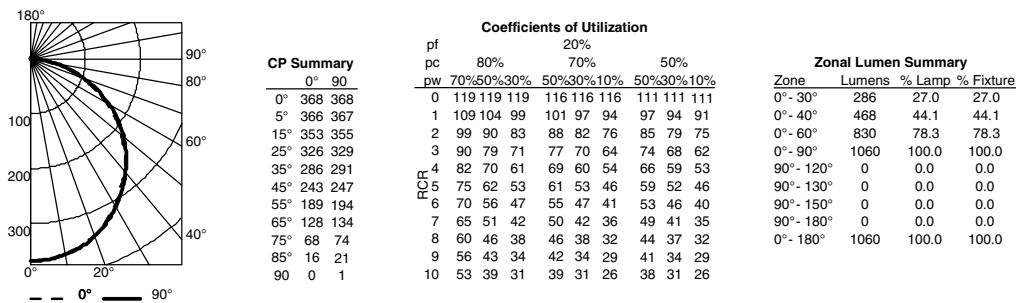 180°
90°
80°
100
60°
200
300
40°
0°
20°
0° 90°
CP Summary
0° 90
0° 368 368
5° 366 367
15° 353 355
25° 326 329
35° 286 291
45° 243 247
55° 189 194
65° 128 134
75° 68 74
85° 16 21
90 0 1
Coefficients of Utilization
pf 20%
pc 80% 70% 50%
pw 70%50%30% 50%30%10% 50%30%10%
RCR
0 119 119 119 116 116 116 111 111 111
1 109 104 99 101 97 94 97 94 91
2 99 90 83 88 82 76 85 79 75
3 90 79 71 77 70 64 74 68 62
4 82 70 61 69 60 54 66 59 53
5 75 62 53 61 53 46 59 52 46
6 70 56 47 55 47 41 53 46 40
7 65 51 42 50 42 36 49 41 35
8 60 46 38 46 38 32 44 37 32
9 56 43 34 42 34 29 41 34 29
10 53 39 31 39 31 26 38 31 26
Zonal Lumen Summary
Zone Lumens % Lamp % Fixture
0°- 30° 286 27.0 27.0
0°- 40° 468 44.1 44.1
0°- 60° 830 78.3 78.3
0°- 90° 1060 100.0 100.0
90°- 120° 0 0.0 0.0
90°- 130° 0 0.0 0.0
90°- 150° 0 0.0 0.0
90°- 180° 0 0.0 0.0
0°- 180° 1060 100.0 100.0